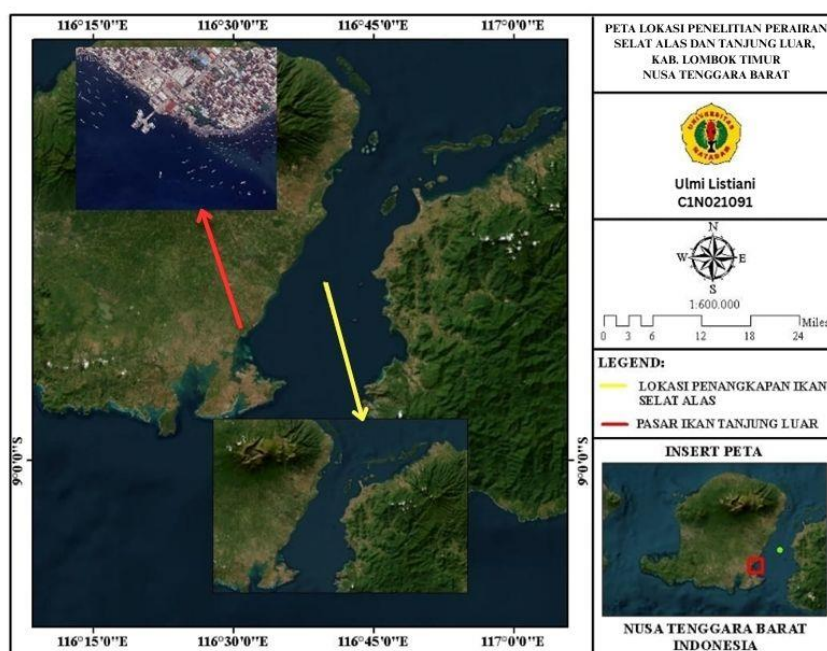 116°15'0"E 116°30'0"E 116°45'0"E 117°0'0"E
9°0'0"S
9°0'0"S
116°15'0"E 116°30'0"E 116°45'0"E 117°0'0"E
PETA LOKASI PENELITIAN PERAIRAN
SELAT ALAS DAN TANJUNG LUAR,
KAB. LOMBOK TIMUR
NUSA TENGGARA BARAT
UNIVERSITAS
MATARAM
Ulmi Listiani
C1N021091
N
W E
S
1:600.000
Miles
0 3 6 12 18 24
LEGEND:
LOKASI PENANGKAPAN IKAN
SELAT ALAS
PASAR IKAN TANJUNG LUAR
INSERT PETA
NUSA TENGGARA BARAT
INDONESIA